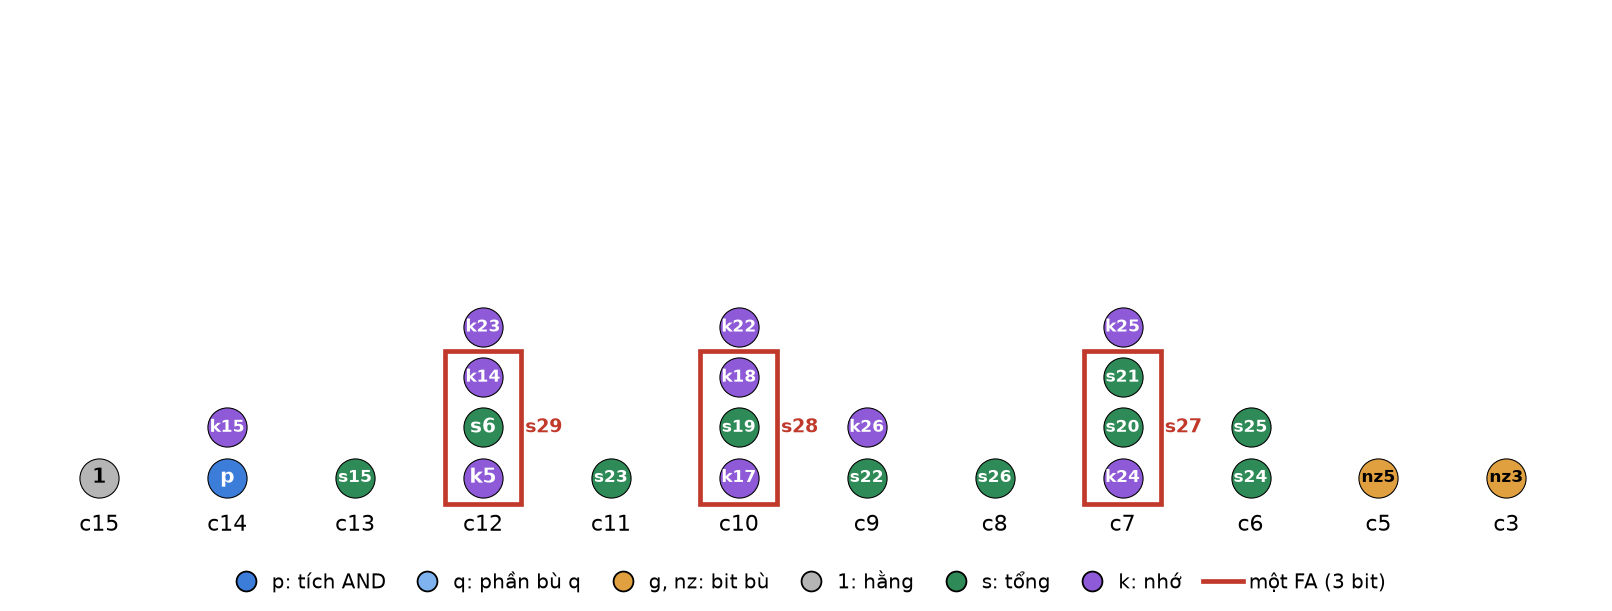 k23 k22 k25
k14 k18 s21
k15 s6 s29 s19 s28 k26 s20 s27 s25
1 p s15 k5 s23 k17 s22 s26 k24 s24 nz5 nz3
c15 c14 c13 c12 c11 c10 c9 c8 c7 c6 c5 c3
p: tích AND q: phần bù q g, nz: bit bù 1: hằng s: tổng k: nhớ một FA (3 bit)